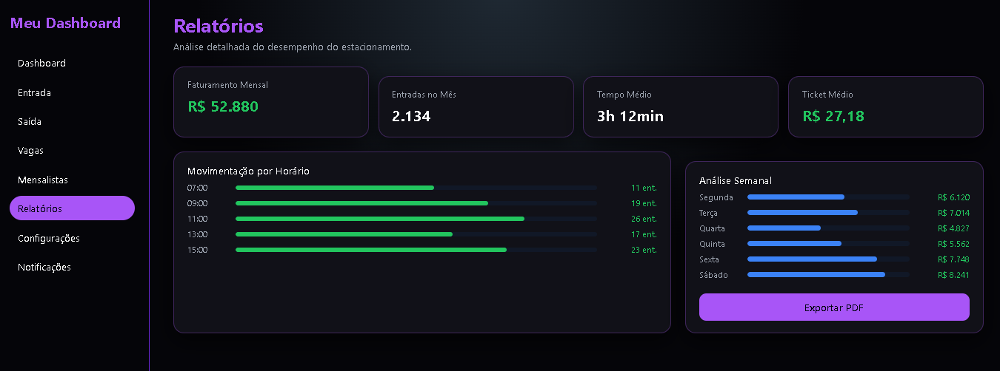 Meu Dashboard
Dashboard
Entrada
Saída
Vagas
Mensalistas
Relatórios
Configurações
Notificações
Relatórios
Análise detalhada do desempenho do estacionamento.
Faturamento Mensal
R$ 52.880
Entradas no Mês
2.134
Tempo Médio
3h 12min
Ticket Médio
R$ 27,18
Movimentação por Horário
07:00 11 ent.
09:00 19 ent.
11:00 26 ent.
13:00 17 ent.
15:00 23 ent.
Análise Semanal
Segunda R$ 6.120
Terça R$ 7.014
Quarta R$ 4.827
Quinta R$ 5.562
Sexta R$ 7.748
Sábado R$ 8.241
Exportar PDF